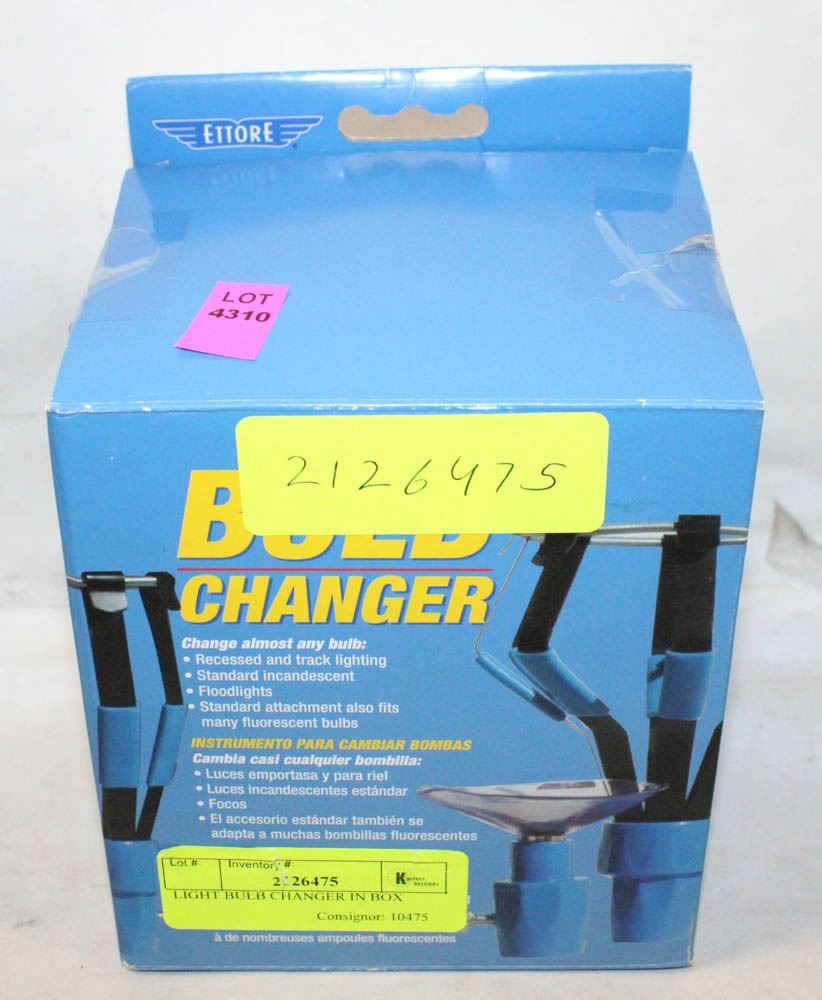 ETTORE
LOT
4310
2126475
BULB
CHANGER
Change almost any bulb:
• Recessed and track lighting
• Standard incandescent
• Floodlights
• Standard attachment also fits
many fluorescent bulbs
INSTRUMENTO PARA CAMBIAR BOMBAS
Cambia casi cualquier bombilla:
• Luces emportasa y para riel
• Luces incandescentes estándar
• Focos
• El accesorio estándar también se
adapta a muchas bombillas fluorescentes
Lot #: Inventory #:
2126475
LIGHT BULB CHANGER IN BOX
Consignor: 10475
à de nombreuses ampoules fluorescentes